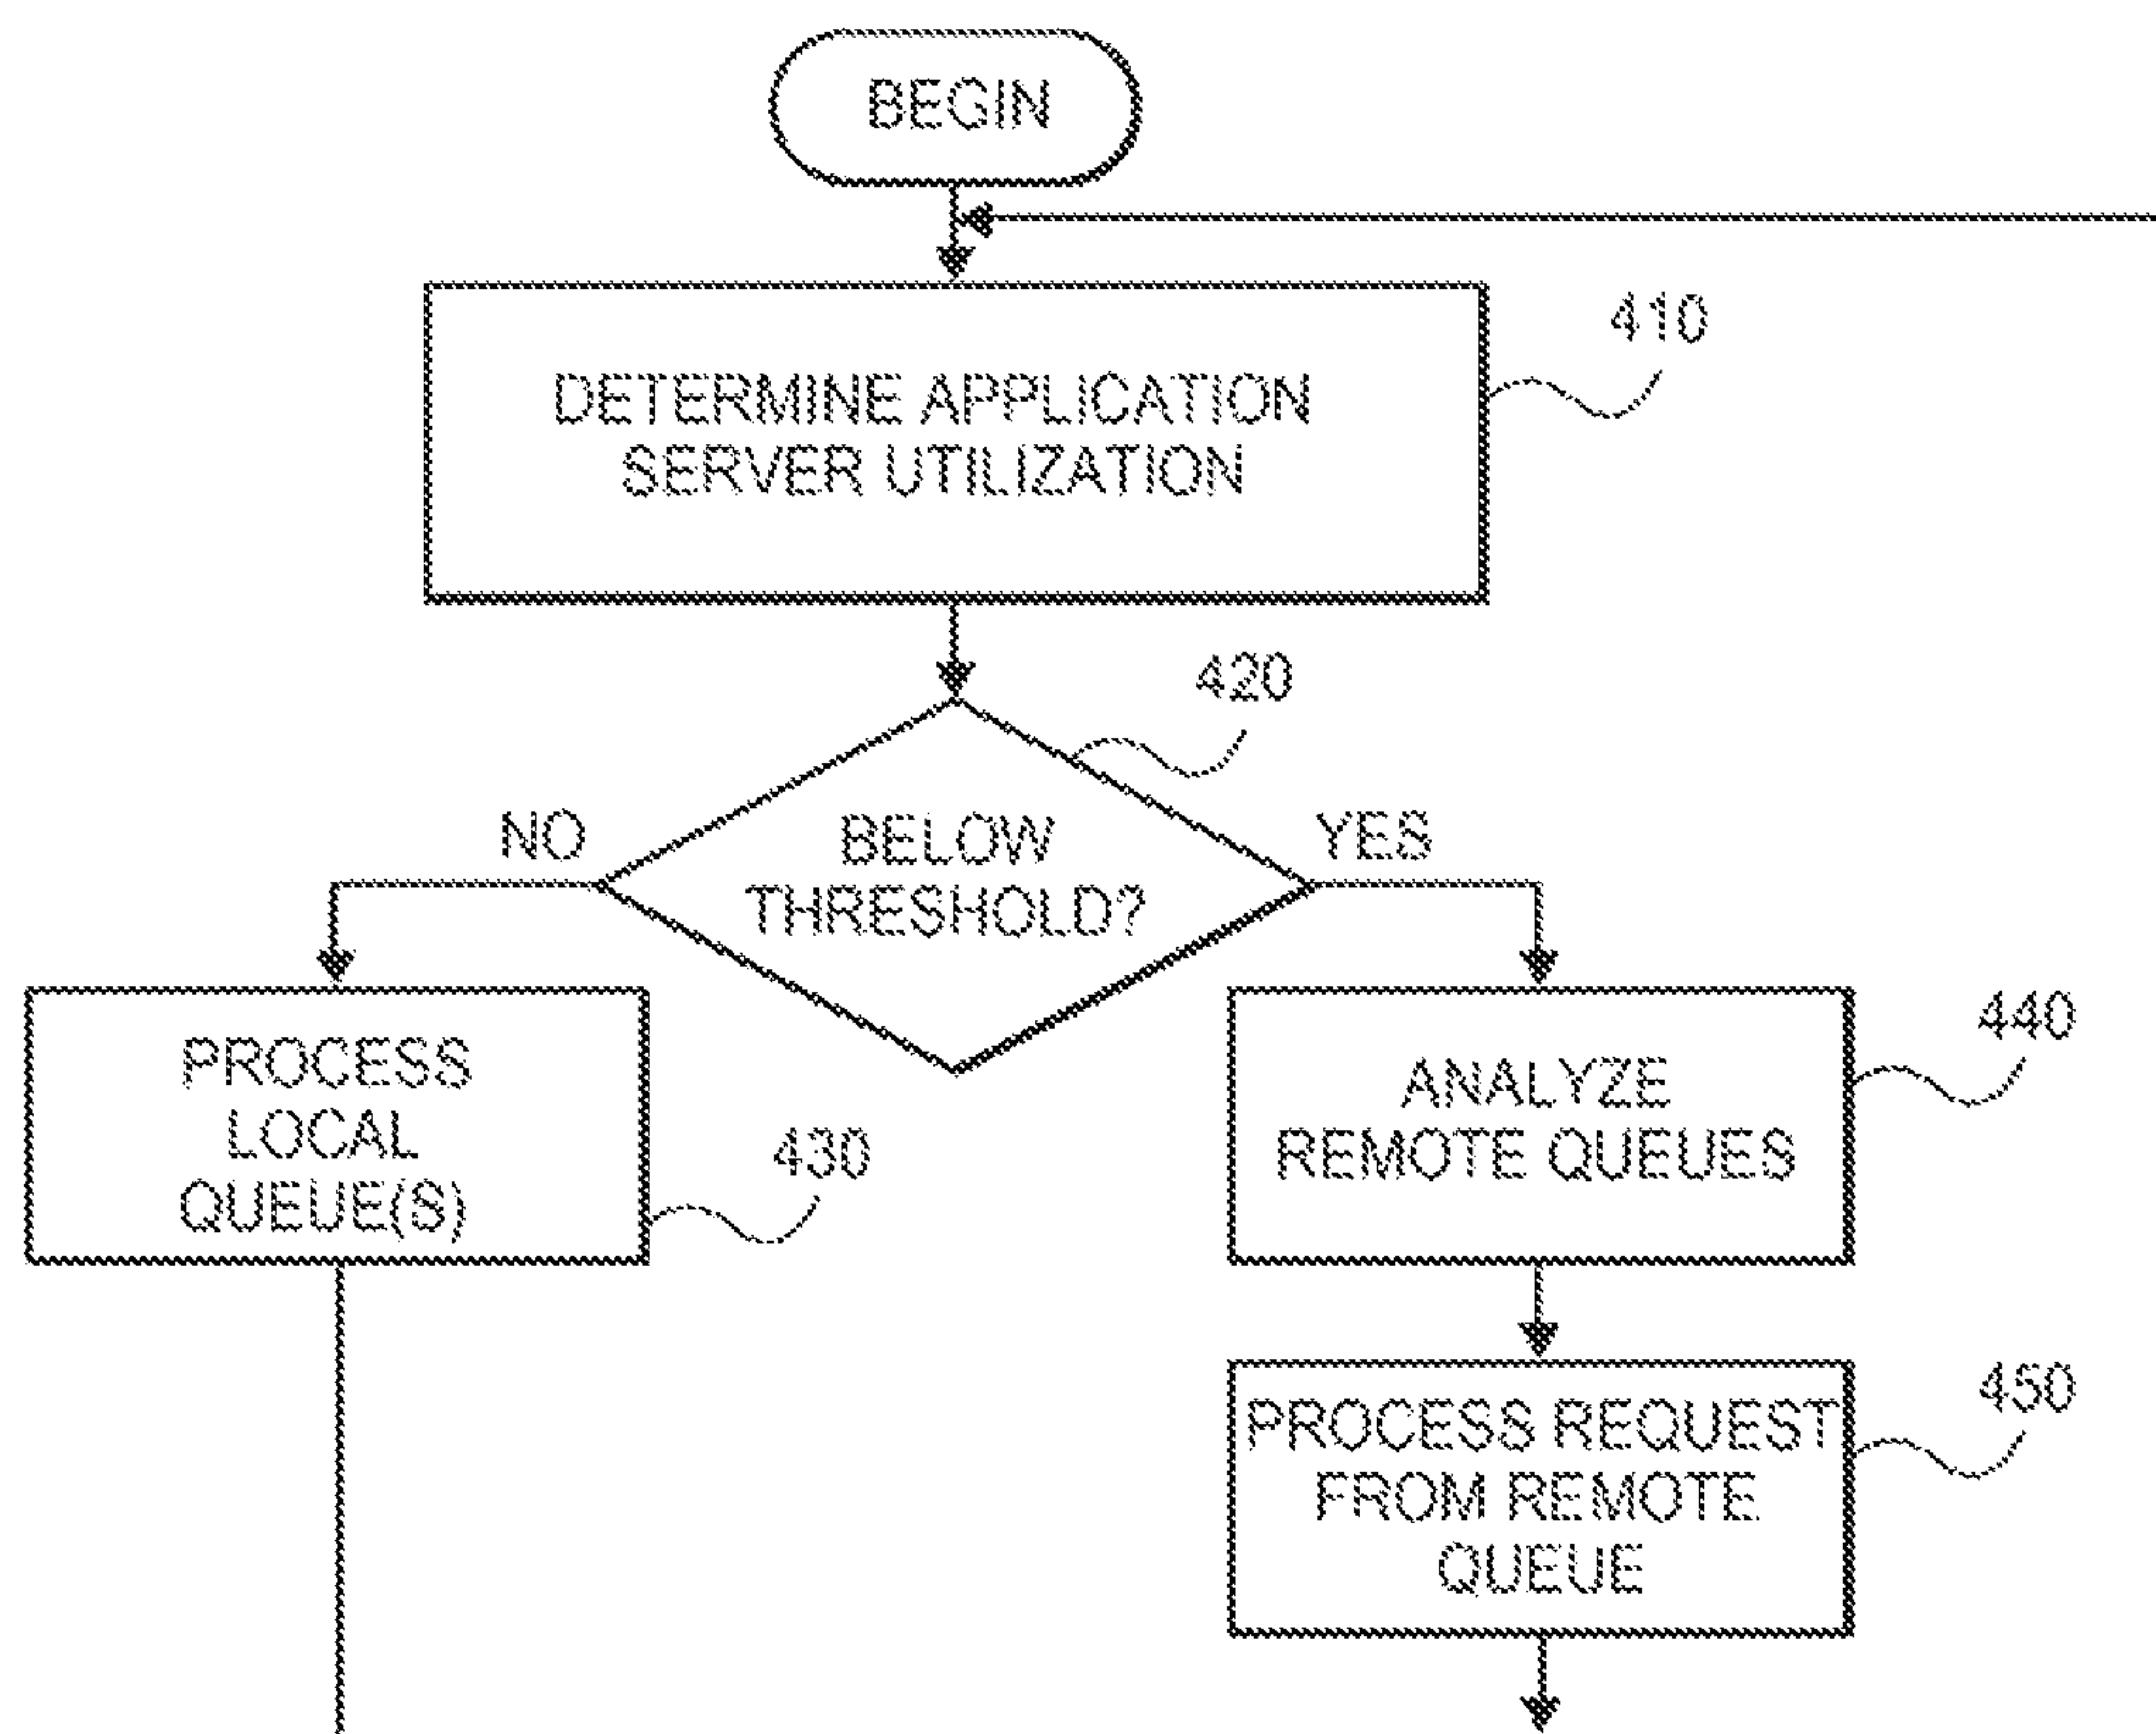 BEGIN
410
DETERMINE APPLICATION
SERVER UTILIZATION
420
NO
BELOW
THRESHOLD?
YES
PROCESS
LOCAL
QUEUE(S)
430
440
ANALYZE
REMOTE QUEUES
450
PROCESS REQUEST
FROM REMOTE
QUEUE